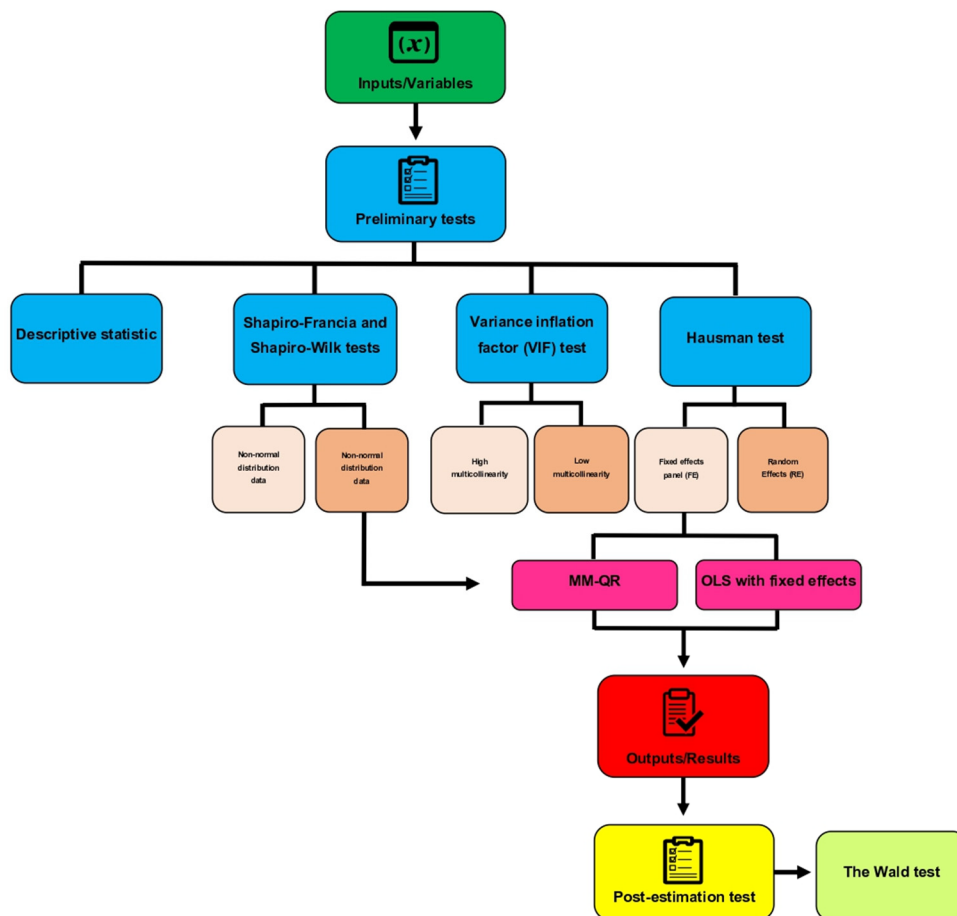 (x)
Inputs/Variables
Preliminary tests
Descriptive statistic
Shapiro-Francia and
Shapiro-Wilk tests
Variance inflation
factor (VIF) test
Hausman test
Non-normal
distribution
data
Non-normal
distribution
data
High
multicollinearity
Low
multicollinearity
Fixed effects
panel (FE)
Random
Effects (RE)
MM-QR
OLS with fixed effects
Outputs/Results
Post-estimation test
The Wald test